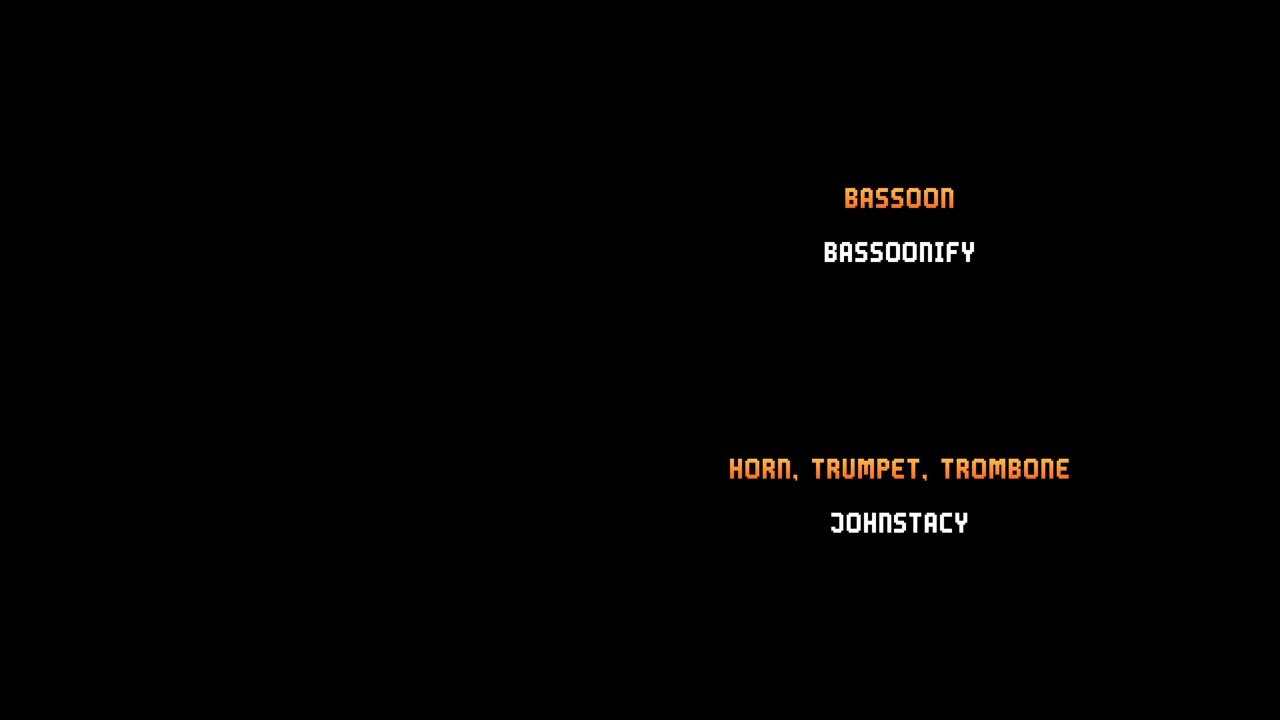 BASSOON
BASSOONIFY
HORN, TRUMPET, TROMBONE
JOHNSTACY